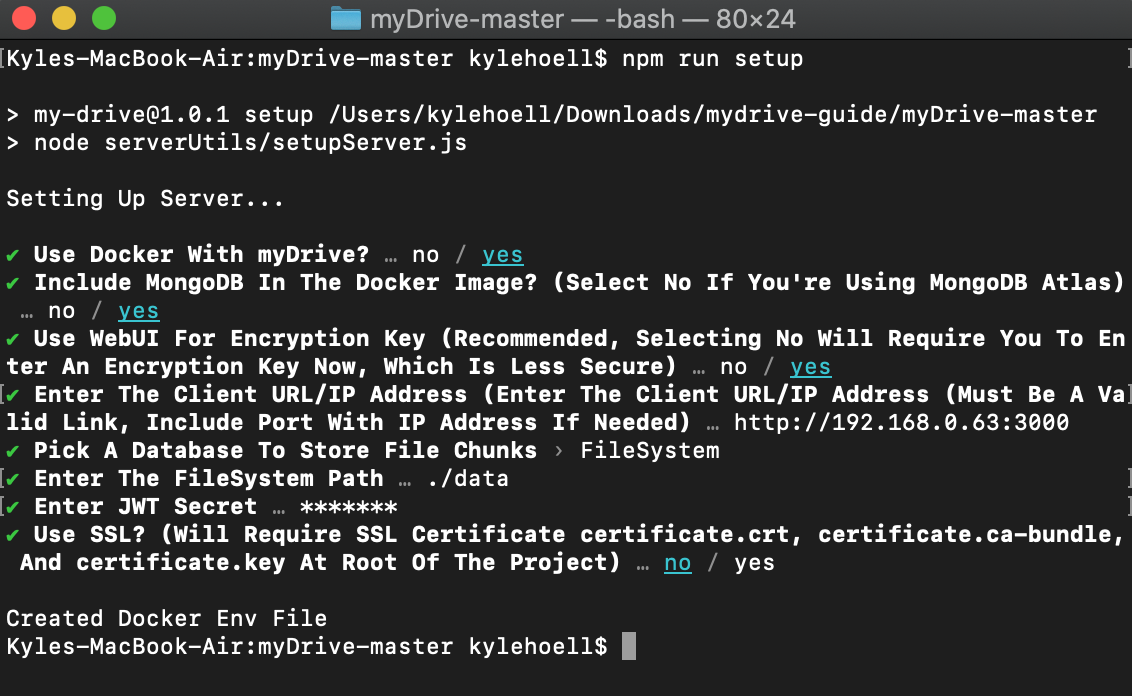 myDrive-master — -bash — 80×24
Kyles-MacBook-Air:myDrive-master kylehoell$ npm run setup
> my-drive@1.0.1 setup /Users/kylehoell/Downloads/mydrive-guide/myDrive-master
> node serverUtils/setupServer.js
Setting Up Server...
✔ Use Docker With myDrive? … no / yes
✔ Include MongoDB In The Docker Image? (Select No If You're Using MongoDB Atlas)
… no / yes
✔ Use WebUI For Encryption Key (Recommended, Selecting No Will Require You To En
ter An Encryption Key Now, Which Is Less Secure) … no / yes
✔ Enter The Client URL/IP Address (Enter The Client URL/IP Address (Must Be A Va
lid Link, Include Port With IP Address If Needed) … http://192.168.0.63:3000
✔ Pick A Database To Store File Chunks › FileSystem
✔ Enter The FileSystem Path … ./data
✔ Enter JWT Secret … *******
✔ Use SSL? (Will Require SSL Certificate certificate.crt, certificate.ca-bundle,
And certificate.key At Root Of The Project) … no / yes
Created Docker Env File
Kyles-MacBook-Air:myDrive-master kylehoell$